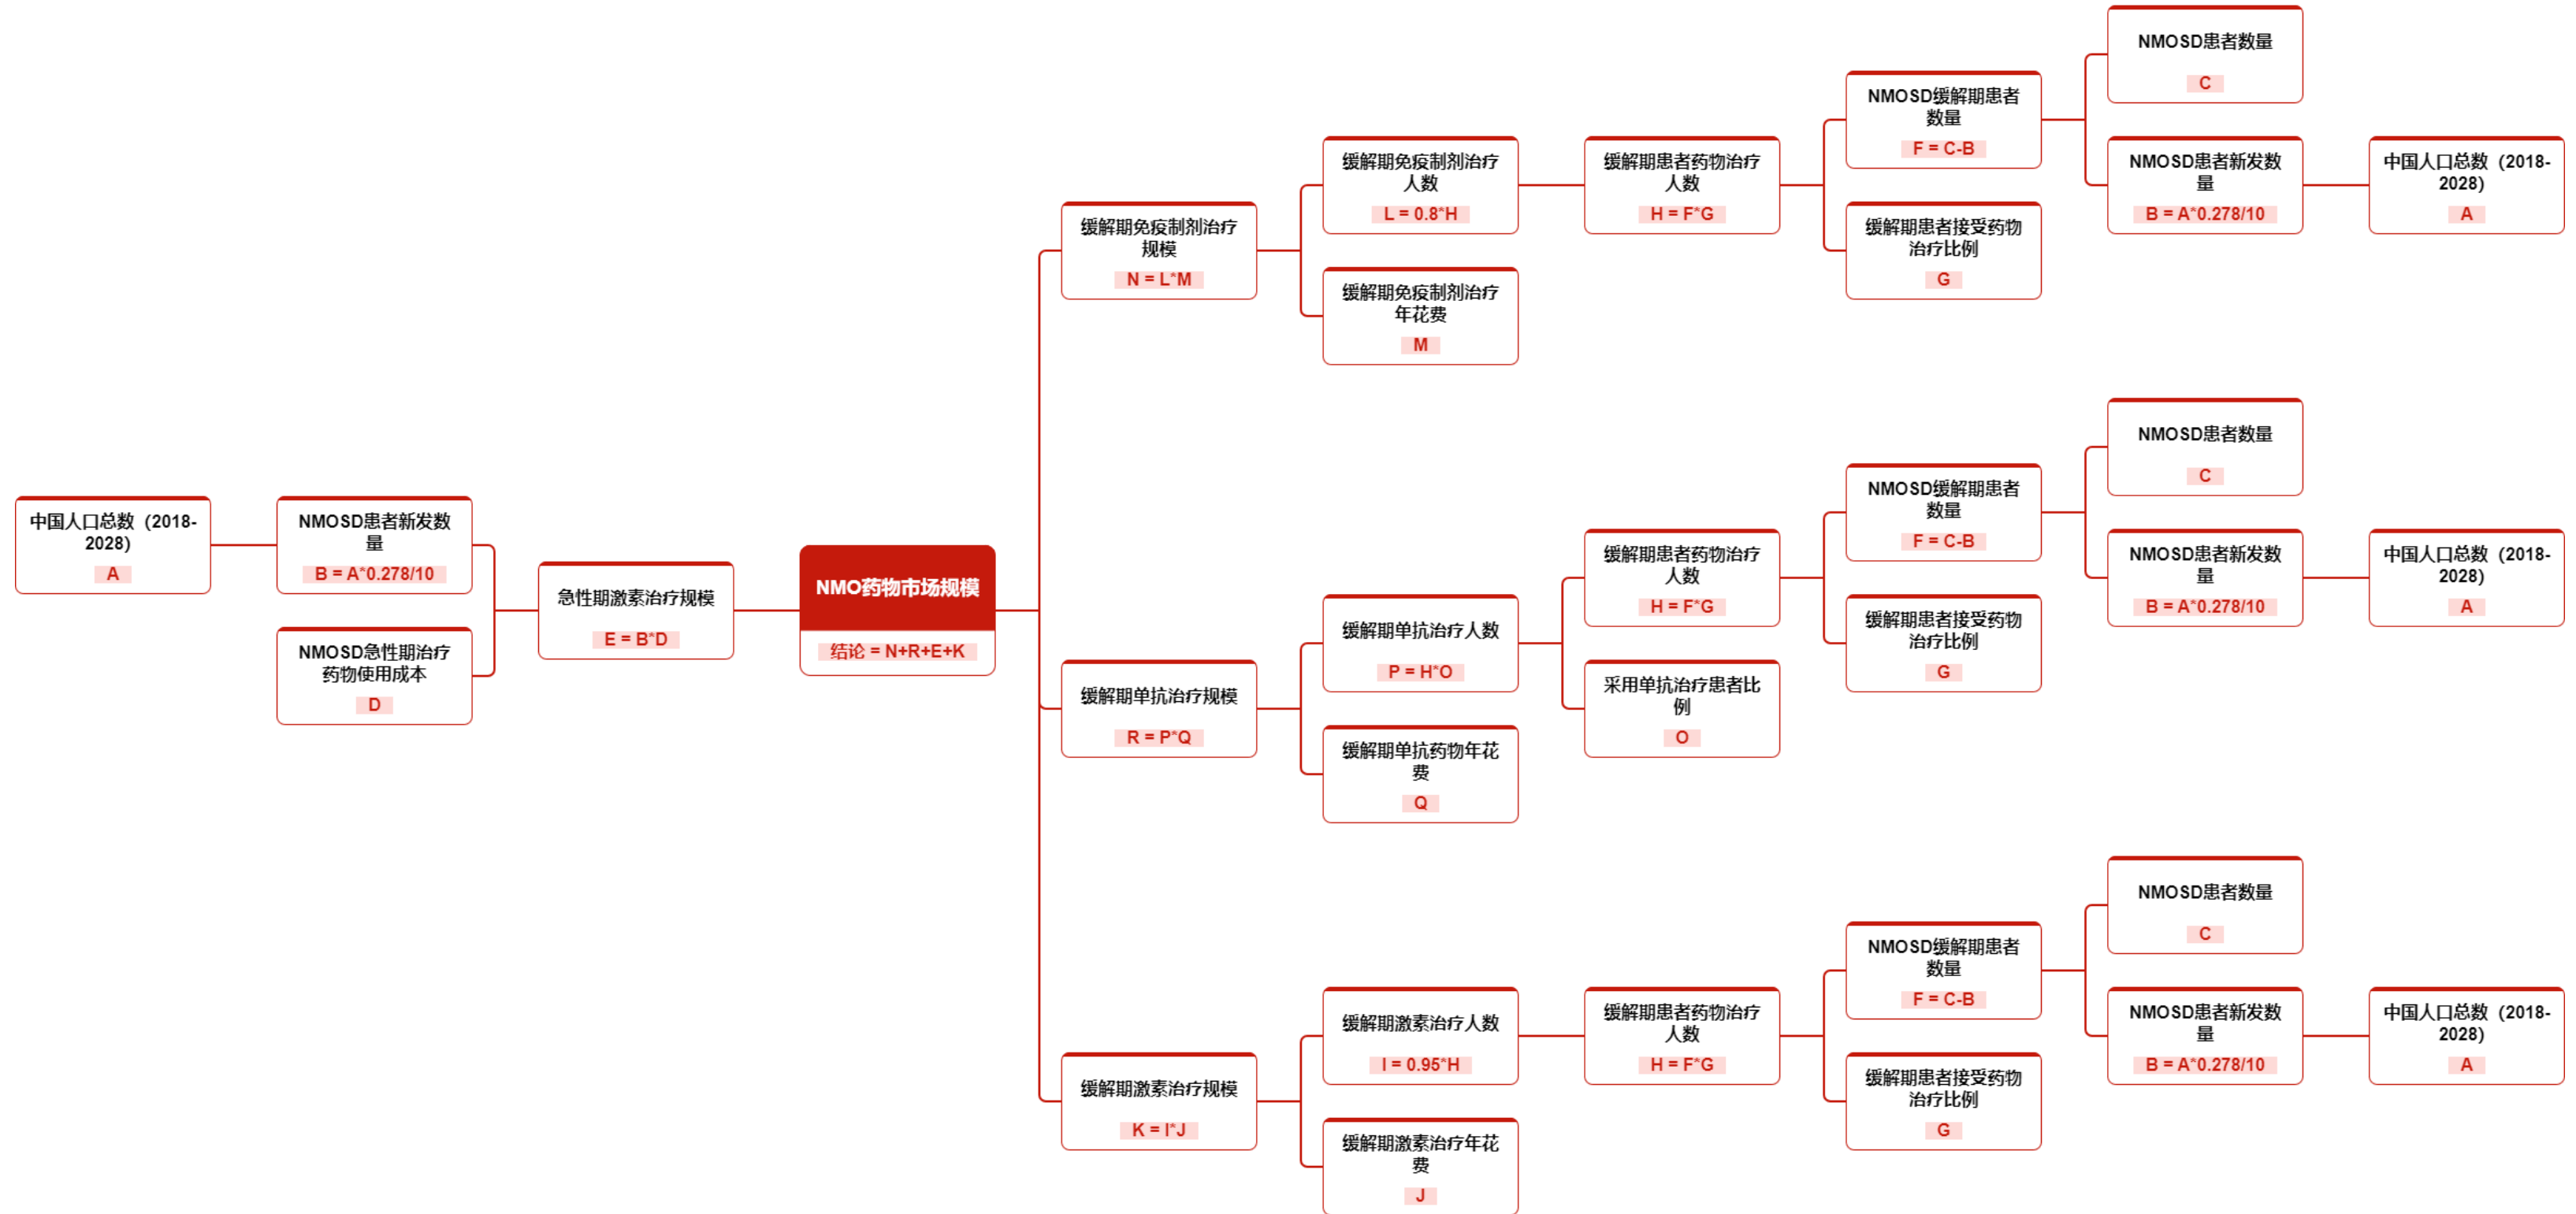 中国人口总数（2018-
2028)
A
NMOSD患者新发数
量
B = A*0.278/10
NMOSD急性期治疗
药物使用成本
D
急性期激素治疗规模
E = B*D
NMO药物市场规模
结论 = N+R+E+K
缓解期免疫制剂治疗
规模
N = L*M
缓解期免疫制剂治疗
人数
L = 0.8*H
缓解期免疫制剂治疗
年花费
M
缓解期患者药物治疗
人数
H = F*G
NMOSD缓解期患者
数量
F = C-B
缓解期患者接受药物
治疗比例
G
NMOSD患者数量
C
NMOSD患者新发数
量
B = A*0.278/10
中国人口总数（2018-
2028)
A
缓解期单抗治疗规模
R = P*Q
缓解期单抗治疗人数
P = H*O
缓解期单抗药物年花
费
Q
缓解期患者药物治疗
人数
H = F*G
采用单抗治疗患者比
例
O
NMOSD缓解期患者
数量
F = C-B
缓解期患者接受药物
治疗比例
G
NMOSD患者数量
C
NMOSD患者新发数
量
B = A*0.278/10
中国人口总数（2018-
2028)
A
缓解期激素治疗规模
K = I*J
缓解期激素治疗人数
I = 0.95*H
缓解期激素治疗年花
费
J
缓解期患者药物治疗
人数
H = F*G
NMOSD缓解期患者
数量
F = C-B
缓解期患者接受药物
治疗比例
G
NMOSD患者数量
C
NMOSD患者新发数
量
B = A*0.278/10
中国人口总数（2018-
2028)
A